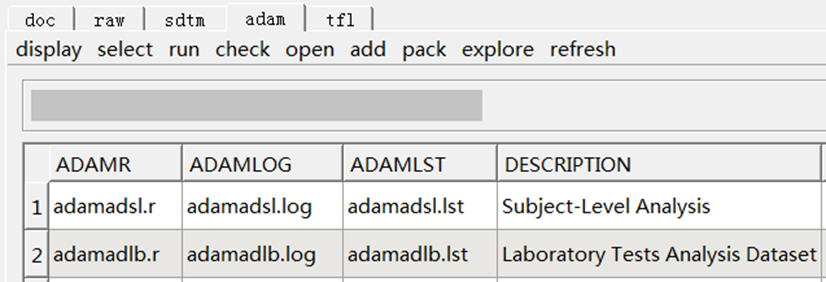 doc raw sdtm adam tfl
display select run check open add pack explore refresh
ADAMR ADAMLOG ADAMLST DESCRIPTION
1 adamadsl.r adamadsl.log adamadsl.lst Subject-Level Analysis
2 adamadlb.r adamadlb.log adamadlb.lst Laboratory Tests Analysis Dataset